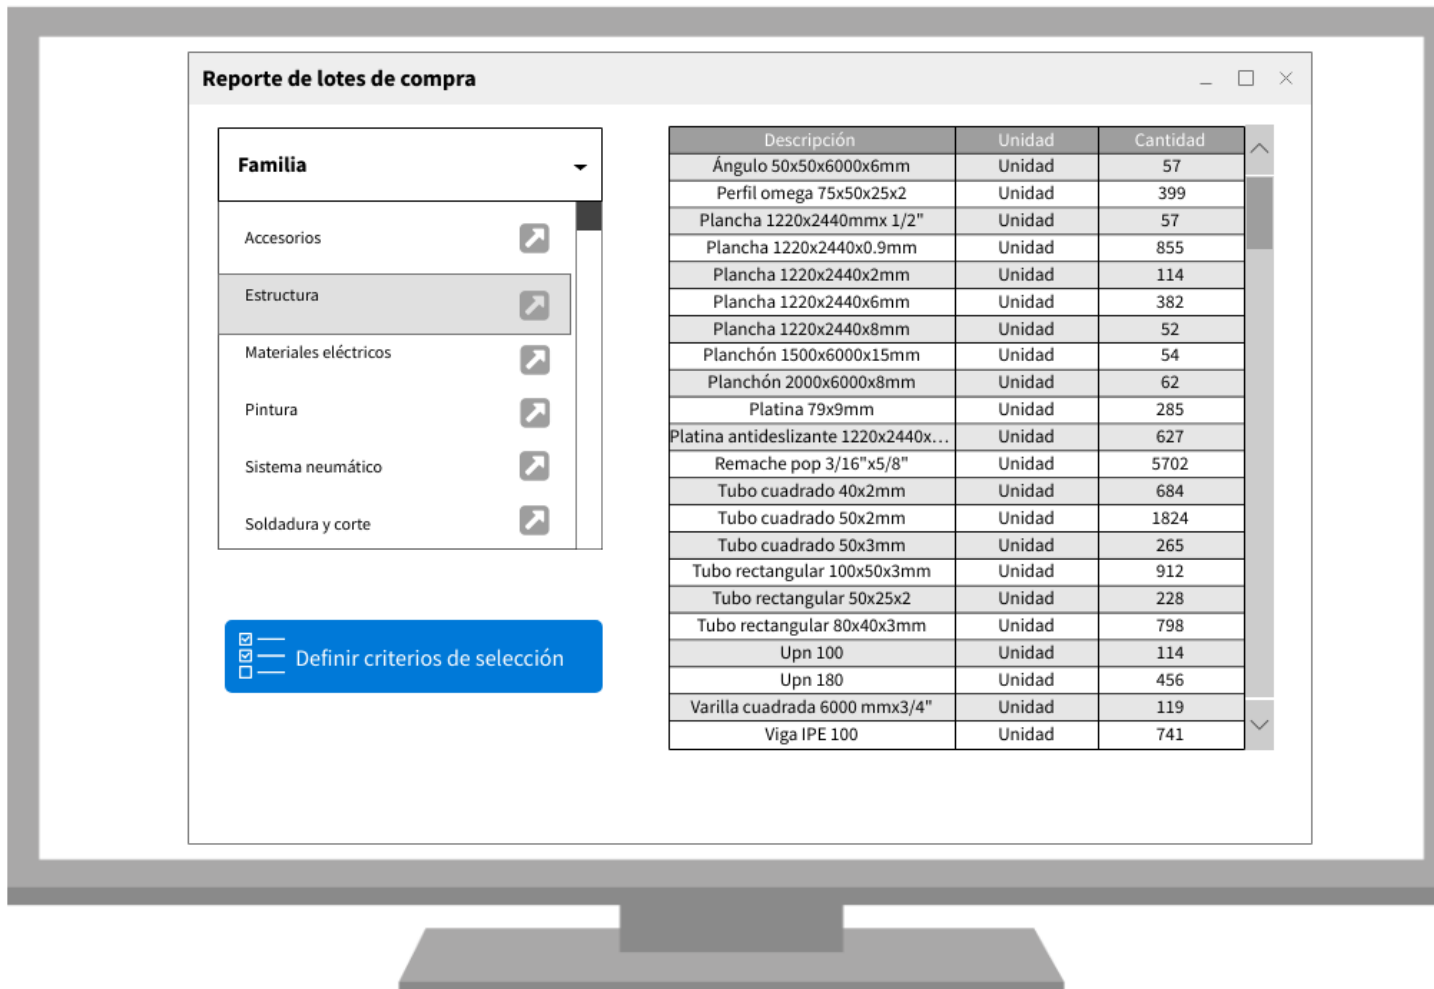 Reporte de lotes de compra
Familia
Accesorios
Estructura
Materiales eléctricos
Pintura
Sistema neumático
Soldadura y corte
Definir criterios de selección
Descripción Unidad Cantidad
Ángulo 50x50x6000x6mm Unidad 57
Perfil omega 75x50x25x2 Unidad 399
Plancha 1220x2440mmx 1/2" Unidad 57
Plancha 1220x2440x0.9mm Unidad 855
Plancha 1220x2440x2mm Unidad 114
Plancha 1220x2440x6mm Unidad 382
Plancha 1220x2440x8mm Unidad 52
Planchón 1500x6000x15mm Unidad 54
Planchón 2000x6000x8mm Unidad 62
Platina 79x9mm Unidad 285
Platina antideslizante 1220x2440x... Unidad 627
Remache pop 3/16"x5/8" Unidad 5702
Tubo cuadrado 40x2mm Unidad 684
Tubo cuadrado 50x2mm Unidad 1824
Tubo cuadrado 50x3mm Unidad 265
Tubo rectangular 100x50x3mm Unidad 912
Tubo rectangular 50x25x2 Unidad 228
Tubo rectangular 80x40x3mm Unidad 798
Upn 100 Unidad 114
Upn 180 Unidad 456
Varilla cuadrada 6000 mmx3/4" Unidad 119
Viga IPE 100 Unidad 741